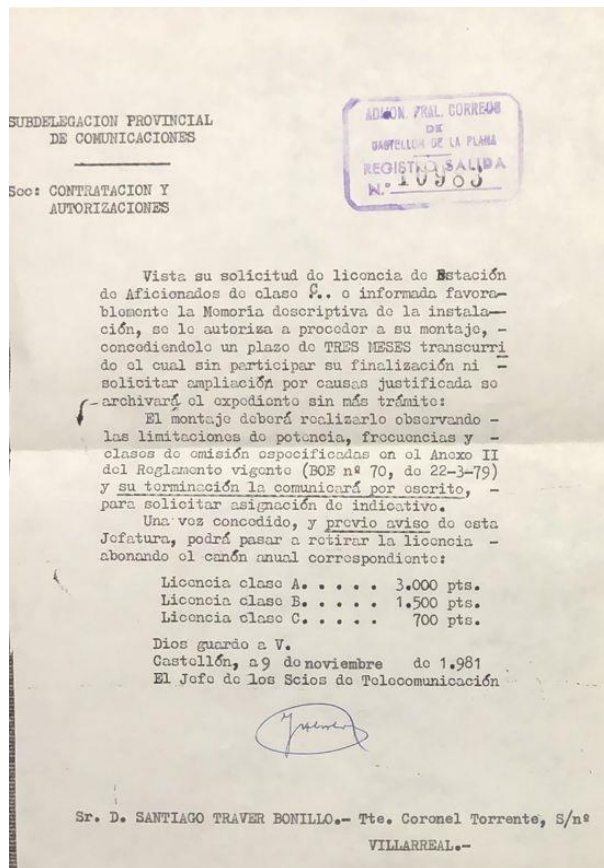 SUBDELEGACION PROVINCIAL
DE COMUNICACIONES
ADMON. PRAL. CORREOS
DE
CASTELLON DE LA PLANA
REGISTRO SALIDA
N.º 10983
Sec: CONTRATACION Y
AUTORIZACIONES
Vista su solicitud de licencia de Estación
de Aficionados de clase C.. e informada favora-
blemente la Memoria descriptiva de la instala-
ción, se le autoriza a proceder a su montaje, -
concediendole un plazo de TRES MESES transcurri
do el cual sin participar su finalización ni -
solicitar ampliación por causas justificada se
archivará el expediente sin más trámite:
El montaje deberá realizarlo observando -
las limitaciones de potencia, frecuencias y -
clases de emisión especificadas en el Anexo II
del Reglamento vigente (BOE nº 70, de 22-3-79)
y su terminación la comunicará por escrito, -
para solicitar asignación de indicativo.
Una vez concedido, y previo aviso de esta
Jefatura, podrá pasar a retirar la licencia -
abonando el canón anual correspondiente:
Licencia clase A. . . . . 3.000 pts.
Licencia clase B. . . . . 1.500 pts.
Licencia clase C. . . . . 700 pts.
Dios guarde a V.
Castellón, a 9 de noviembre de 1.981
El Jefe de los Scios de Telecomunicación
Sr. D. SANTIAGO TRAVER BONILLO.- Tte. Coronel Torrente, S/nº
VILLARREAL.-